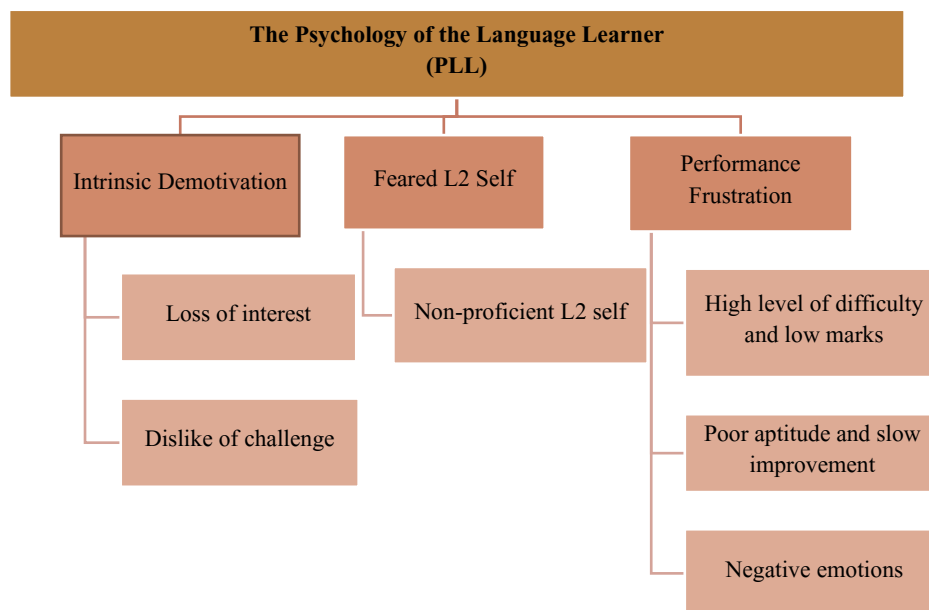 The Psychology of the Language Learner
(PLL)
Intrinsic Demotivation
Loss of interest
Dislike of challenge
Feared L2 Self
Non-proficient L2 self
Performance
Frustration
High level of difficulty
and low marks
Poor aptitude and slow
improvement
Negative emotions